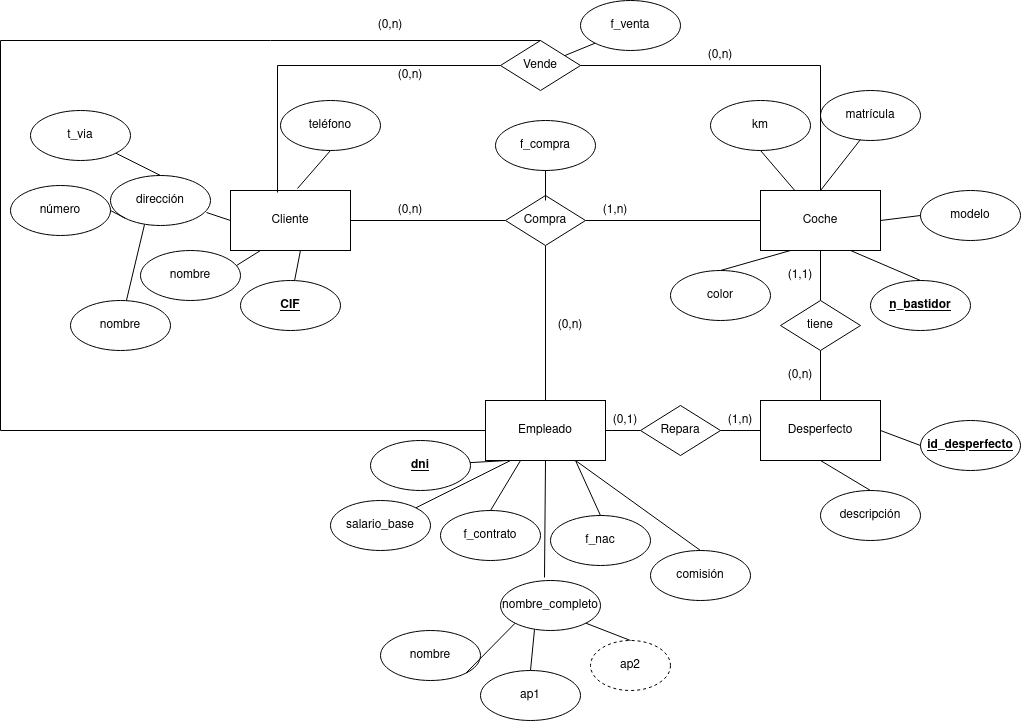 (0,n)
f_venta
Vende
(0,n)
(0,n)
teléfono
km
matrícula
t_via
f_compra
dirección
número
Cliente
(0,n)
Compra
(1,n)
Coche
modelo
nombre
CIF
nombre
color
(1,1)
n_bastidor
tiene
(0,n)
(0,n)
Empleado
(0,1)
Repara
(1,n)
Desperfecto
id_desperfecto
dni
salario_base
f_contrato
f_nac
descripción
comisión
nombre_completo
nombre
ap1
ap2